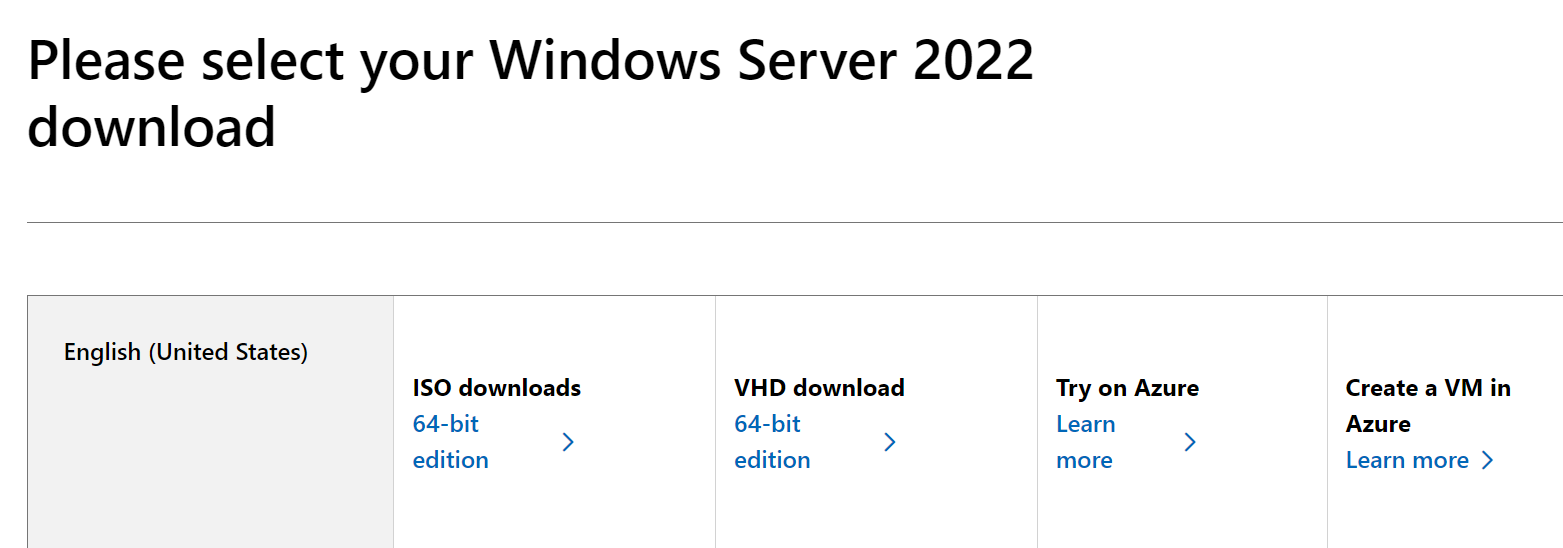 Please select your Windows Server 2022
download
English (United States)
ISO downloads
64-bit
edition
VHD download
64-bit
edition
Try on Azure
Learn
more
Create a VM in
Azure
Learn more